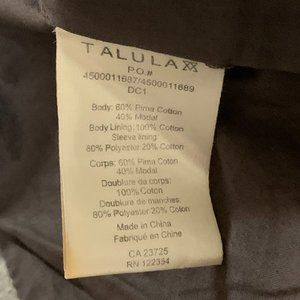 TALULA
P.O.#
4500011687/4500011689
DC1
Body: 60% Pima Cotton
40% Modal
Body Lining: 100% Cotton
Sleeve lining:
80% Polyester 20% Cotton
Corps: 60% Pima Coton
40% Modal
Doublure de corps:
100% Coton
Doublure de manches:
80% Polyester 20% Coton
Made in China
Fabriqué en Chine
CA 23725
RN 122354